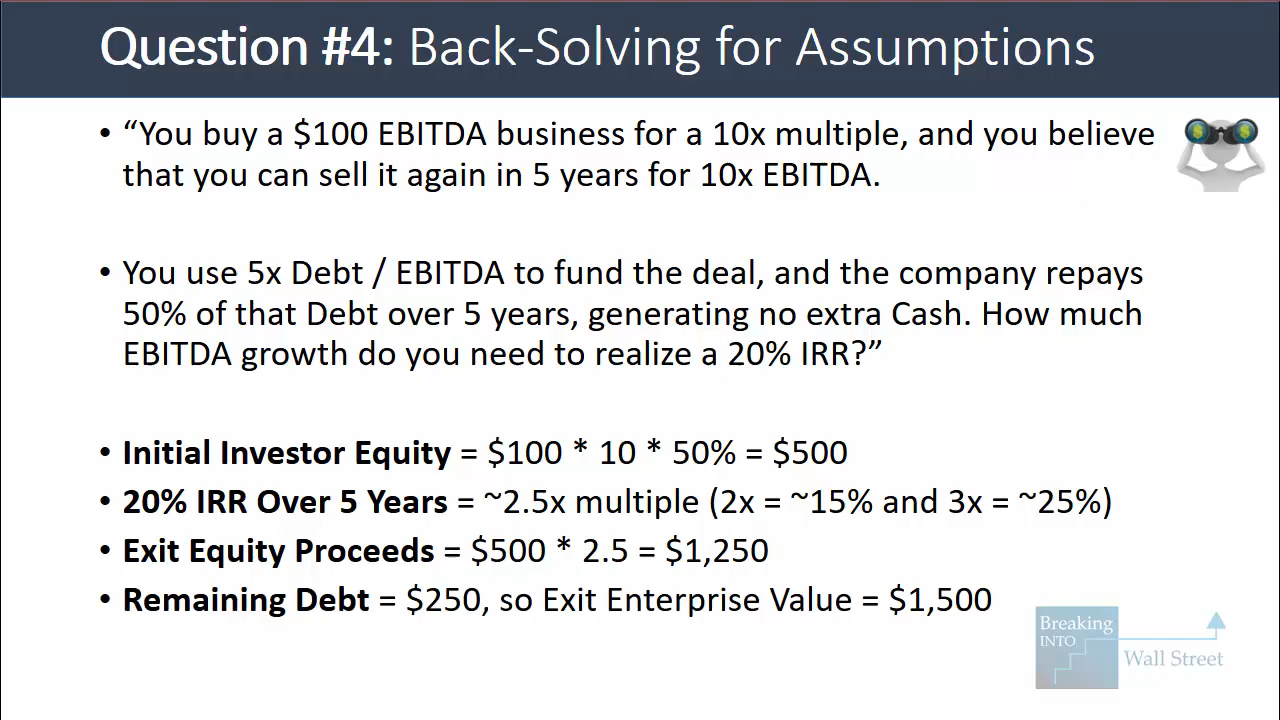 Question #4: Back-Solving for Assumptions
• “You buy a $100 EBITDA business for a 10x multiple, and you believe
that you can sell it again in 5 years for 10x EBITDA.
• You use 5x Debt / EBITDA to fund the deal, and the company repays
50% of that Debt over 5 years, generating no extra Cash. How much
EBITDA growth do you need to realize a 20% IRR?”
• Initial Investor Equity = $100 * 10 * 50% = $500
• 20% IRR Over 5 Years = ~2.5x multiple (2x = ~15% and 3x = ~25%)
• Exit Equity Proceeds = $500 * 2.5 = $1,250
• Remaining Debt = $250, so Exit Enterprise Value = $1,500
Breaking
INTO
Wall Street